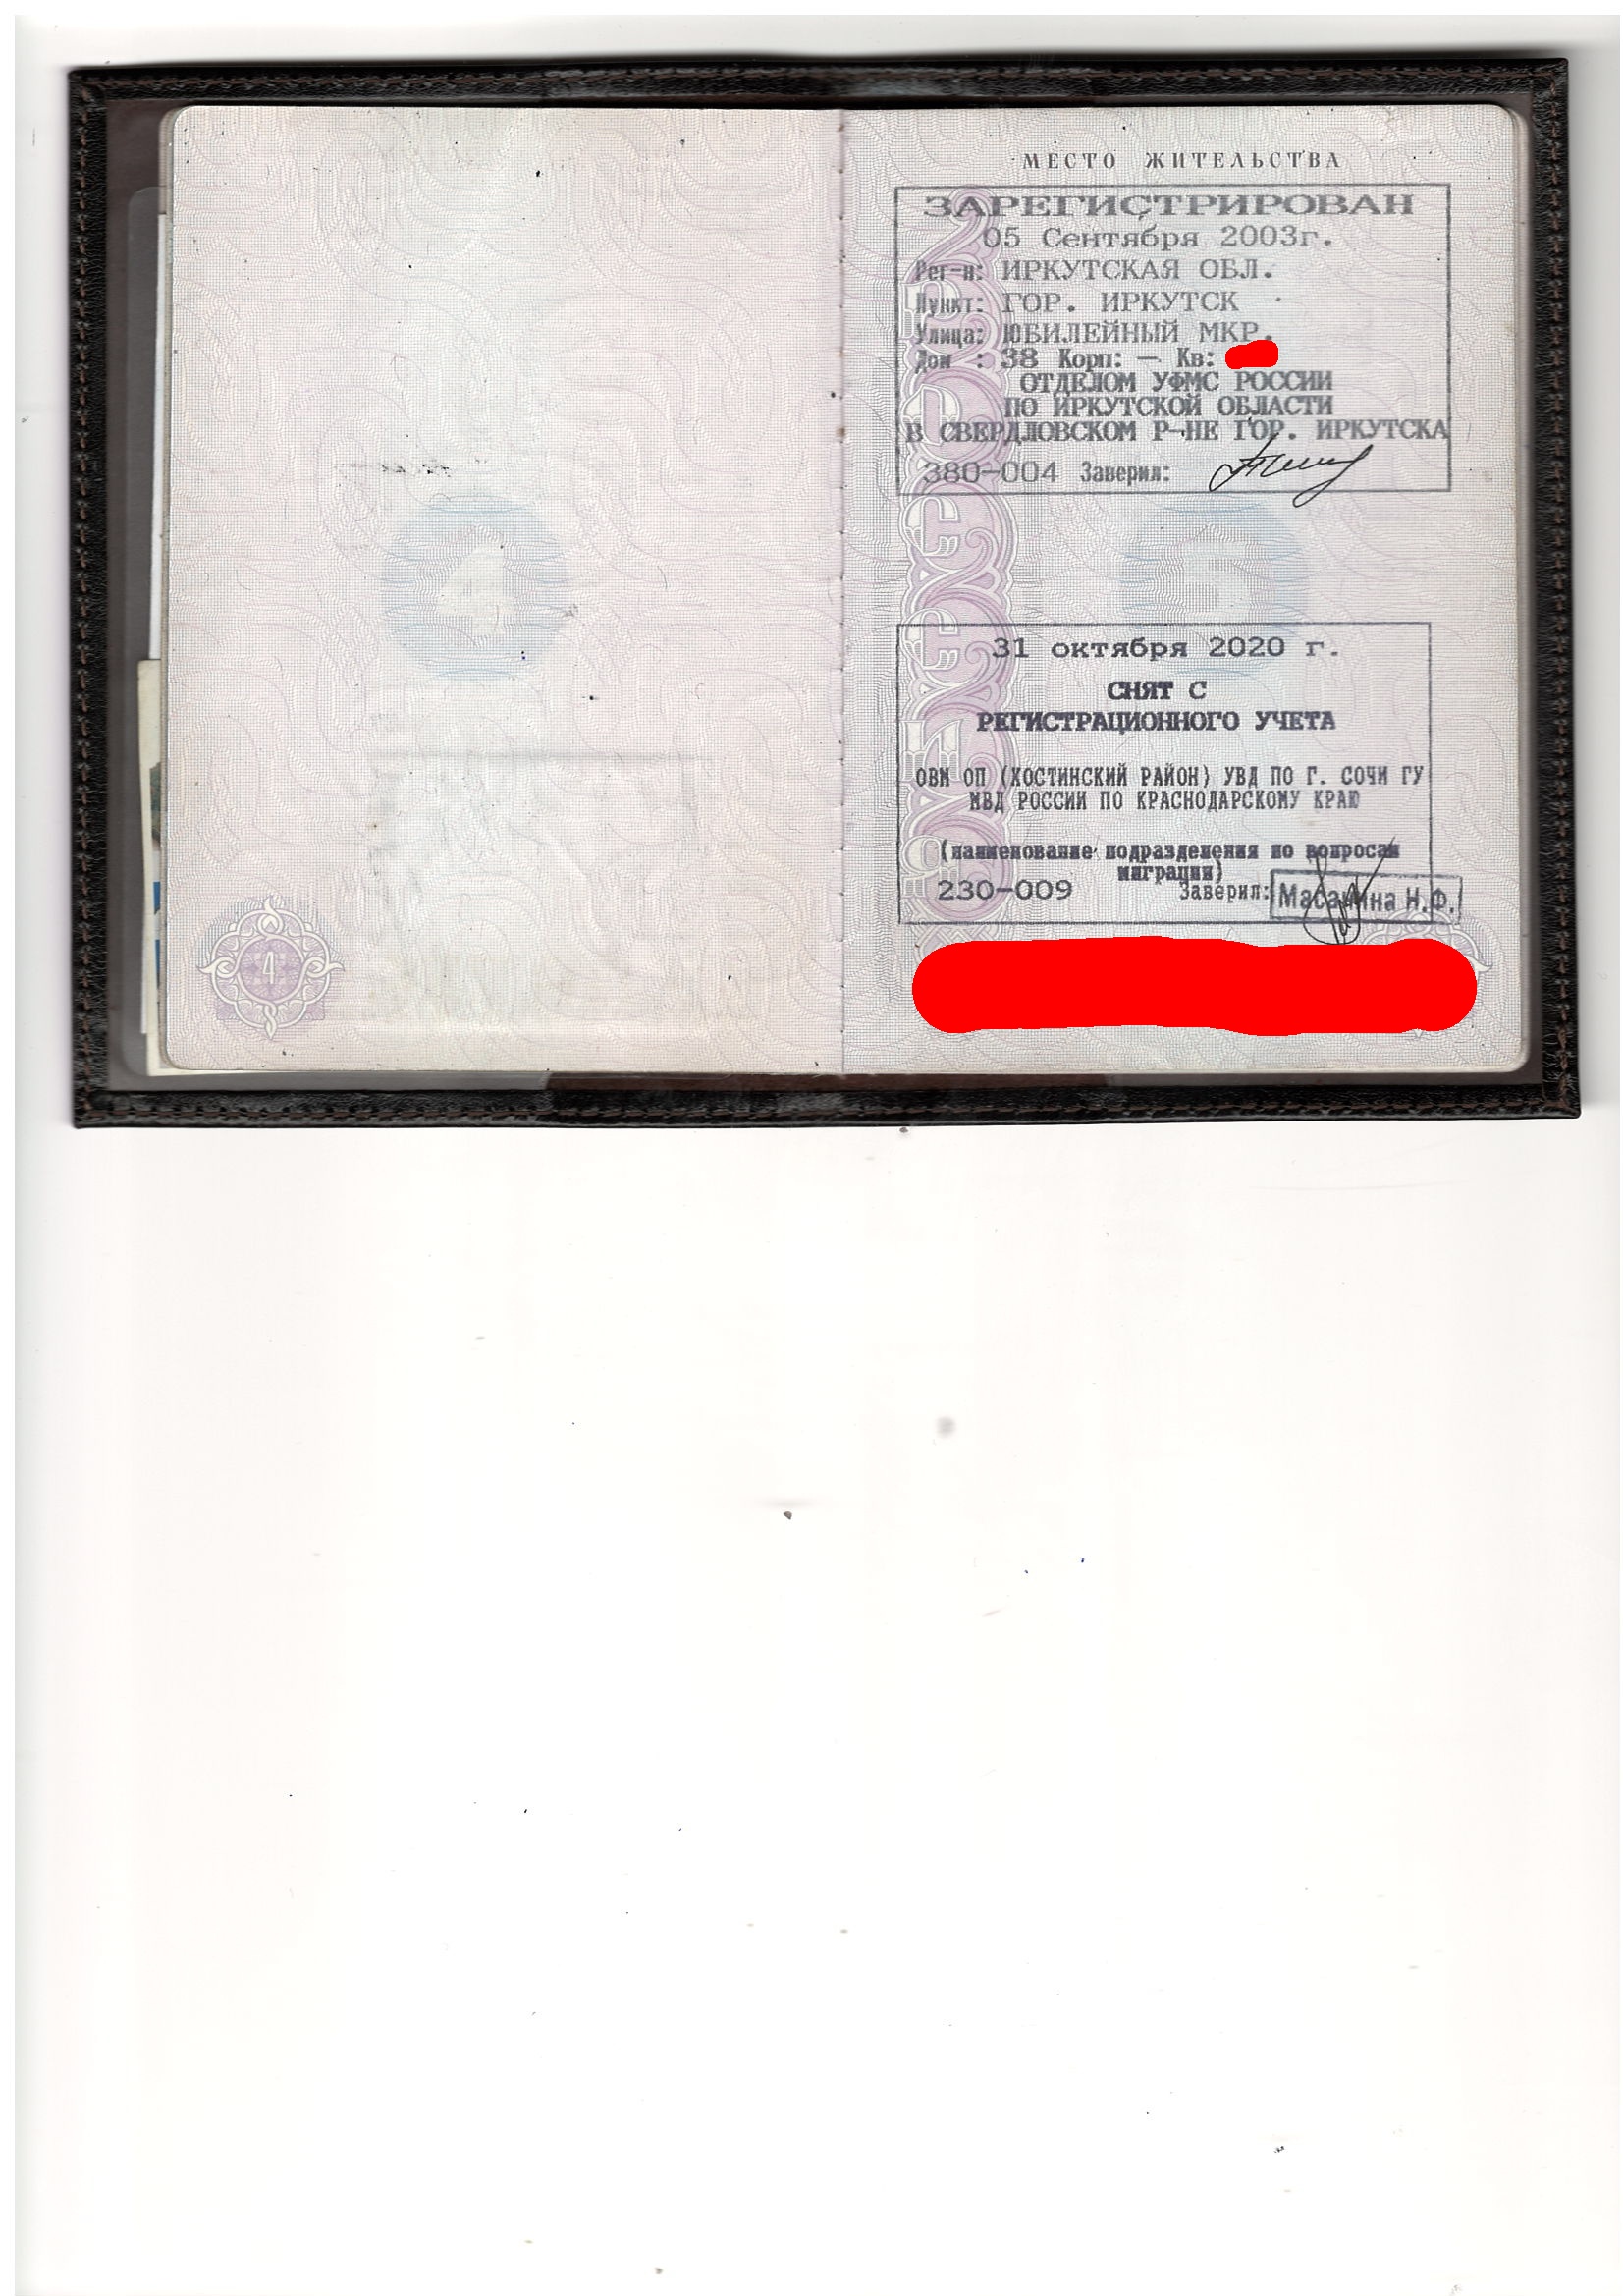 МЕСТО ЖИТЕЛЬСТВА
ЗАРЕГИСТРИРОВАН
05 Сентября 2003г.
Рег-н: ИРКУТСКАЯ ОБЛ.
Пункт: ГОР. ИРКУТСК
Улица: ЮБИЛЕЙНЫЙ МКР.
Дом : 38 Корп: — Кв:
ОТДЕЛОМ УФМС РОССИИ
ПО ИРКУТСКОЙ ОБЛАСТИ
В СВЕРДЛОВСКОМ Р-НЕ ГОР. ИРКУТСКА
380-004 Заверил:
31 октября 2020 г.
СНЯТ С
РЕГИСТРАЦИОННОГО УЧЕТА
ОВМ ОП (ХОСТИНСКИЙ РАЙОН) УВД ПО Г. СОЧИ ГУ
МВД РОССИИ ПО КРАСНОДАРСКОМУ КРАЮ
(наименование подразделения по вопросам
миграции)
230-009 Заверил: Н.Ф.
4
4
5